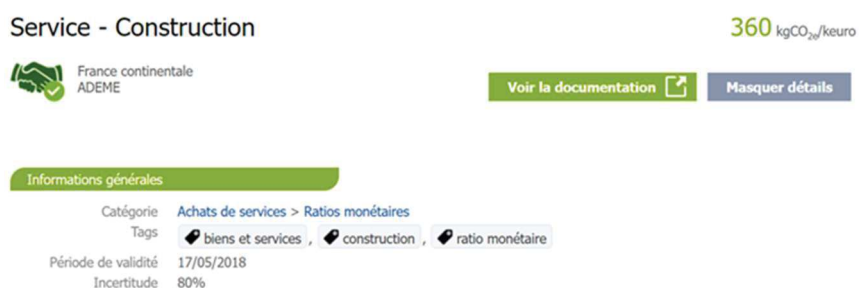 Service - Construction
360 kgCO2e/keuro
France continentale
ADEME
Voir la documentation
Masquer détails
Informations générales
Catégorie Achats de services > Ratios monétaires
Tags biens et services , construction , ratio monétaire
Période de validité 17/05/2018
Incertitude 80%